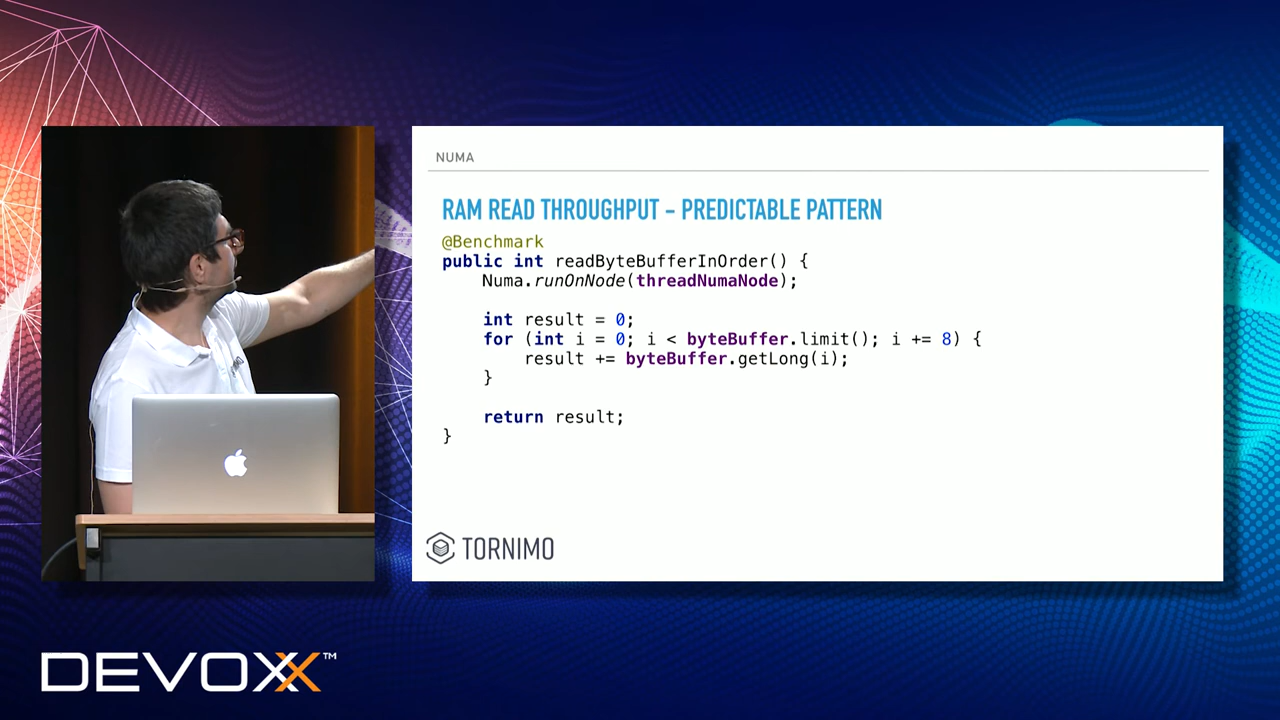 NUMA
RAM READ THROUGHPUT - PREDICTABLE PATTERN
@Benchmark
public int readByteBufferInOrder() {
    Numa.runOnNode(threadNumaNode);

    int result = 0;
    for (int i = 0; i < byteBuffer.limit(); i += 8) {
        result += byteBuffer.getLong(i);
    }

    return result;
}
TORNIMO
DEVOXX™